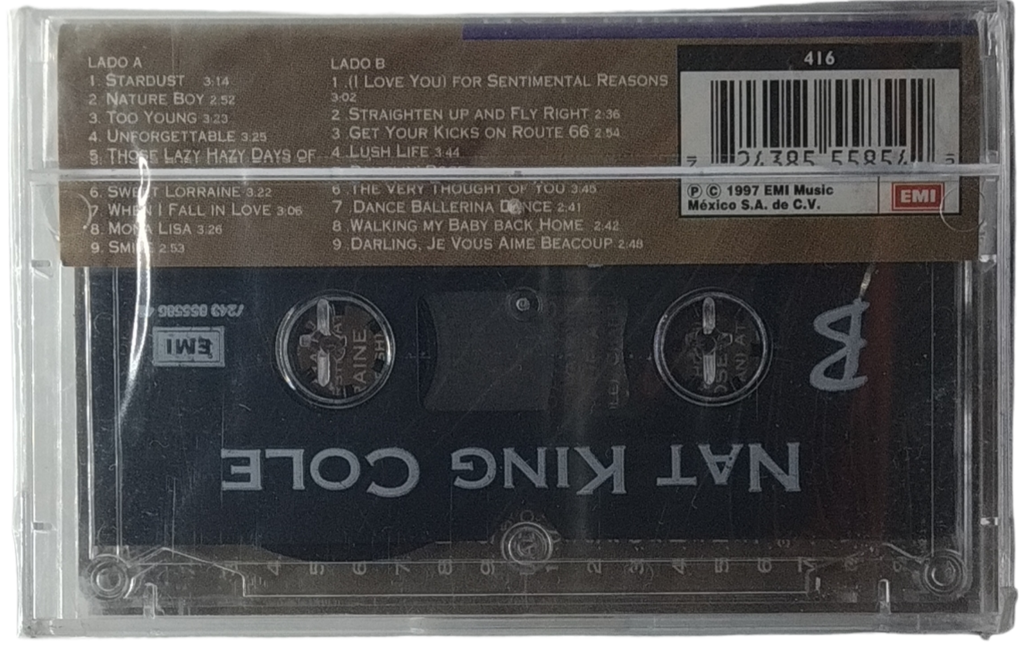 LADO A
1. STARDUST 3:14
2. NATURE BOY 2:52
3. TOO YOUNG 3:23
4. UNFORGETTABLE 3:25
5. THOSE LAZY HAZY DAYS OF
6. SWEET LORRAINE 3:22
7. WHEN I FALL IN LOVE 3:06
8. MONA LISA 3:26
9. SMILE 2:53
LADO B
1. (I LOVE YOU) FOR SENTIMENTAL REASONS
3:02
2 STRAIGHTEN UP AND FLY RIGHT 2:36
3 GET YOUR KICKS ON ROUTE 66 2:54
4 LUSH LIFE 3:44
6 THE VERY THOUGHT OF YOU 3:45
7 DANCE BALLERINA DANCE 2:41
8 WALKING MY BABY BACK HOME 2:42
9. DARLING, JE VOUS AIME BEACOUP 2:48
416
24385 55854
Ⓟ Ⓒ 1997 EMI Music
México S.A. de C.V.
EMI
7243 855586 4
EMI
B
NAT KING COLE